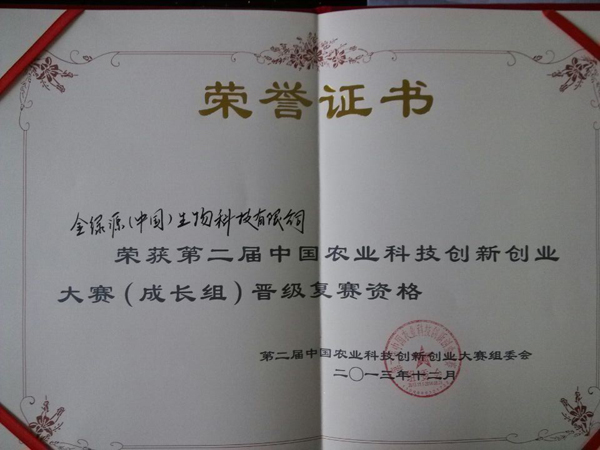 荣誉证书
金绿源(中国)生物科技有限公司
荣获第二届中国农业科技创新创业
大赛(成长组)晋级复赛资格
第二届中国农业科技创新创业大赛组委会
二〇一三年十二月